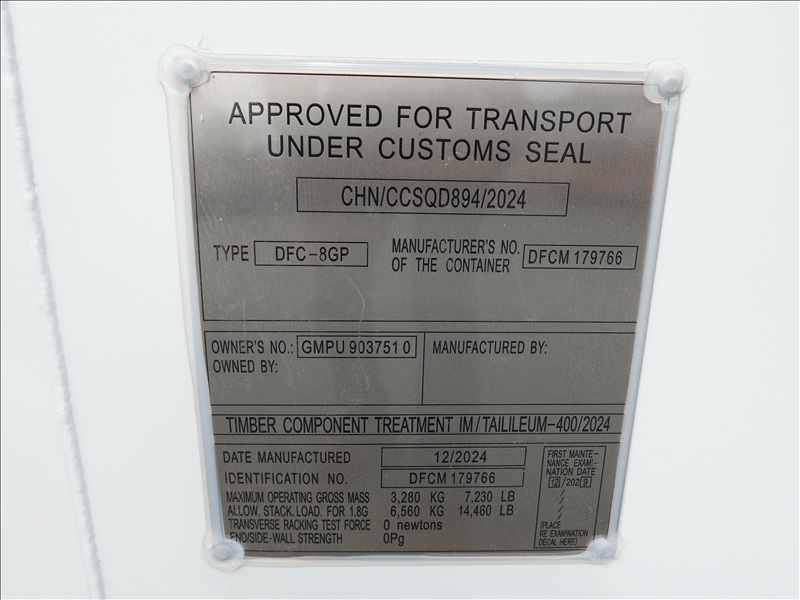 APPROVED FOR TRANSPORT
UNDER CUSTOMS SEAL
CHN/CCSQD894/2024
TYPE DFC-8GP
MANUFACTURER'S NO. OF THE CONTAINER DFCM 179766
OWNER'S NO.: GMPU 903751 0
OWNED BY:
MANUFACTURED BY:
TIMBER COMPONENT TREATMENT IM/TAILILEUM-400/2024
DATE MANUFACTURED 12/2024
IDENTIFICATION NO. DFCM 179766
MAXIMUM OPERATING GROSS MASS 3,280 KG 7,230 LB
ALLOW. STACK. LOAD. FOR 1.8G 6,560 KG 14,460 LB
TRANSVERSE RACKING TEST FORCE 0 newtons
END/SIDE-WALL STRENGTH 0Pg
FIRST MAINTE-
NANCE EXAMI-
NATION DATE
12/2029
/
/
/
(PLACE
RE EXAMINATION
DECAL HERE)